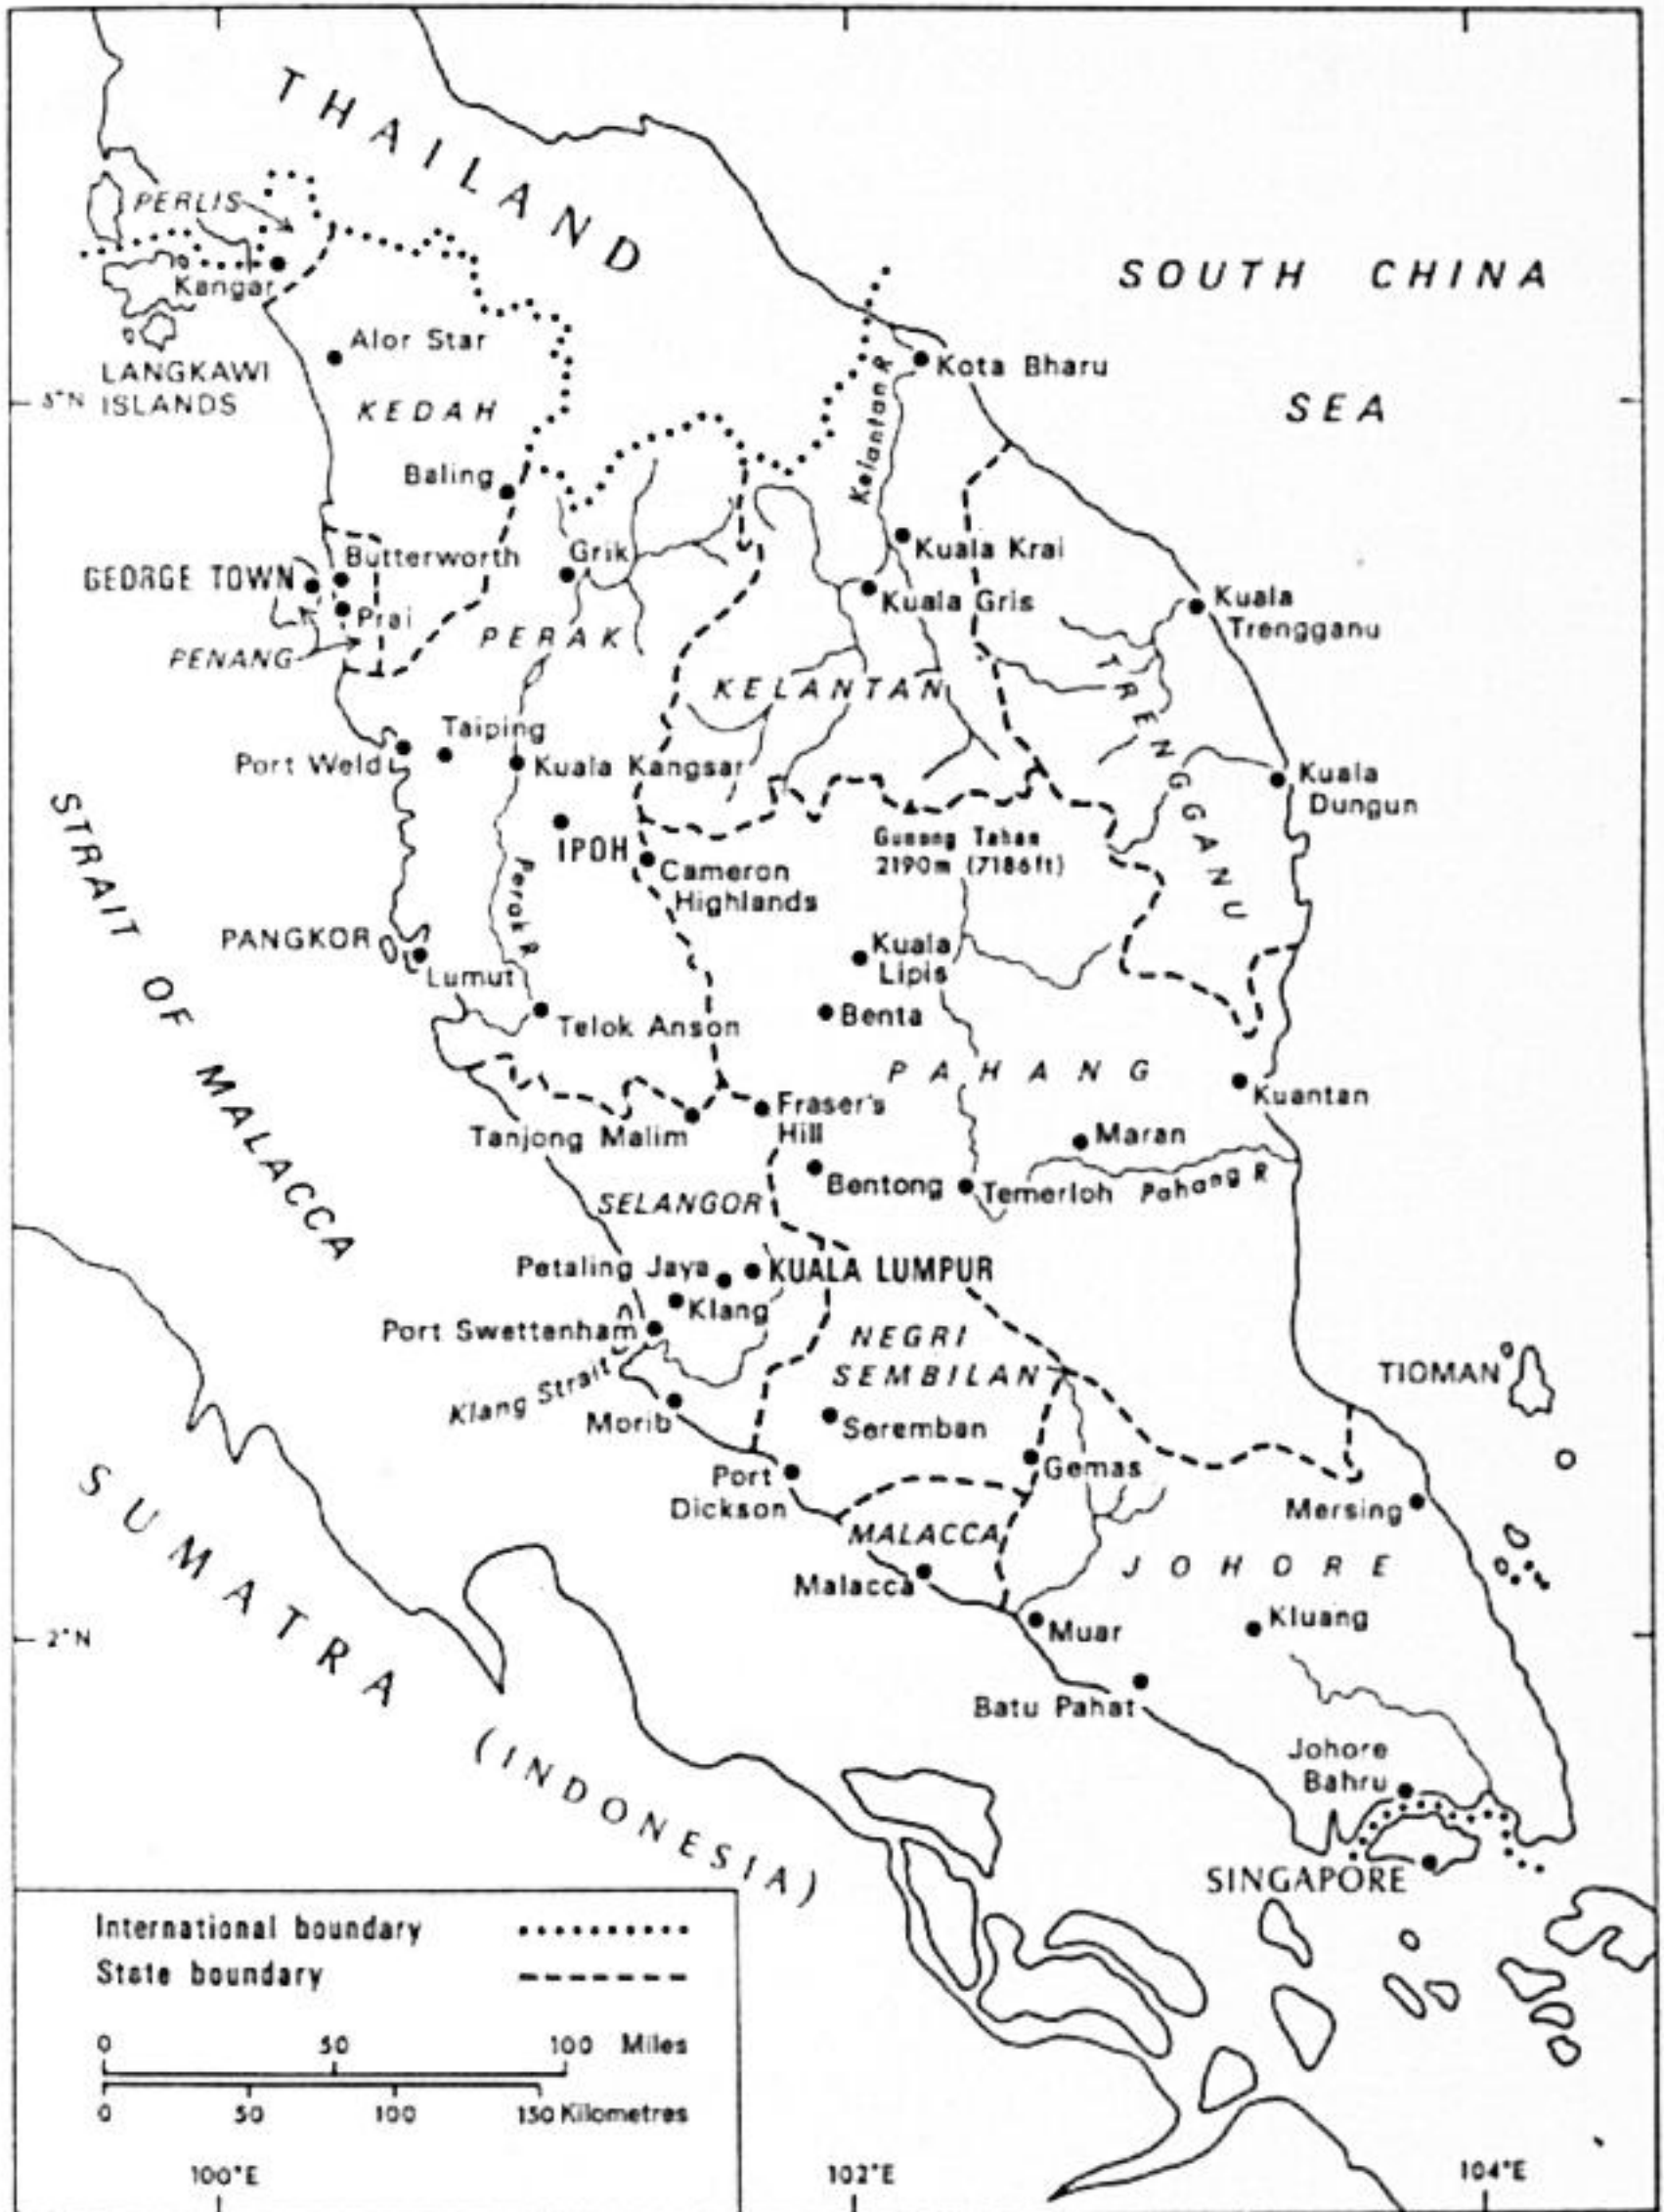 THAILAND
PERLIS
SOUTH CHINA
SEA
Kangar
Alor Star
LANGKAWI
ISLANDS
KEDAH
Kota Bharu
Kelantan R
Baling
Butterworth
GEORGE TOWN
Grik
Kuala Krai
Kuala Gris
Kuala
Trengganu
Prai
PENANG
PERAK
KELANTAN
TRENGGANU
Taiping
Port Weld
Kuala Kangsar
Kuala
Dungun
IPOH
Gunong Tahan
2190m (7186ft)
Cameron
Highlands
Perak R
STRAIT OF MALACCA
PANGKOR
Lumut
Kuala
Lipis
Benta
Telok Anson
PAHANG
Kuantan
Fraser's
Hill
Tanjong Malim
Maran
Bentong
Temerloh
Pahang R
SELANGOR
Petaling Jaya
KUALA LUMPUR
Klang
Port Swettenham
Klang Strait
NEGRI
SEMBILAN
TIOMAN
Morib
Seremban
Gemas
Port
Dickson
Mersing
MALACCA
Malacca
JOHORE
Kluang
Muar
2°N
Batu Pahat
SUMATRA
(INDONESIA)
Johore
Bahru
SINGAPORE
International boundary
State boundary
0 50 100 Miles
0 50 100 150 Kilometres
100°E 102°E 104°E